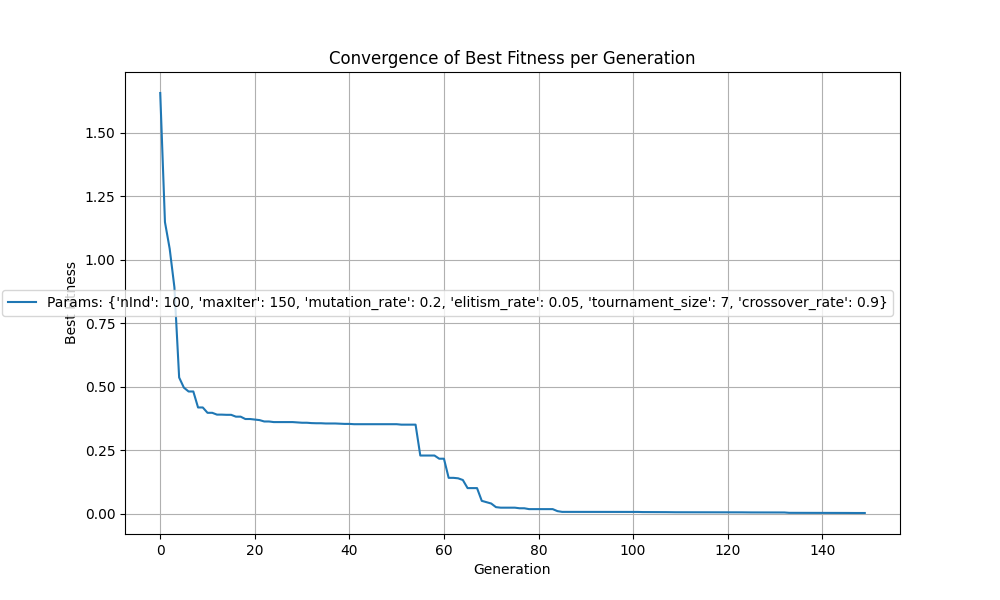 Convergence of Best Fitness per Generation
1.50
1.25
1.00
0.75
0.50
0.25
0.00
Best Fitness
Params: {'nInd': 100, 'maxIter': 150, 'mutation_rate': 0.2, 'elitism_rate': 0.05, 'tournament_size': 7, 'crossover_rate': 0.9}
0 20 40 60 80 100 120 140
Generation